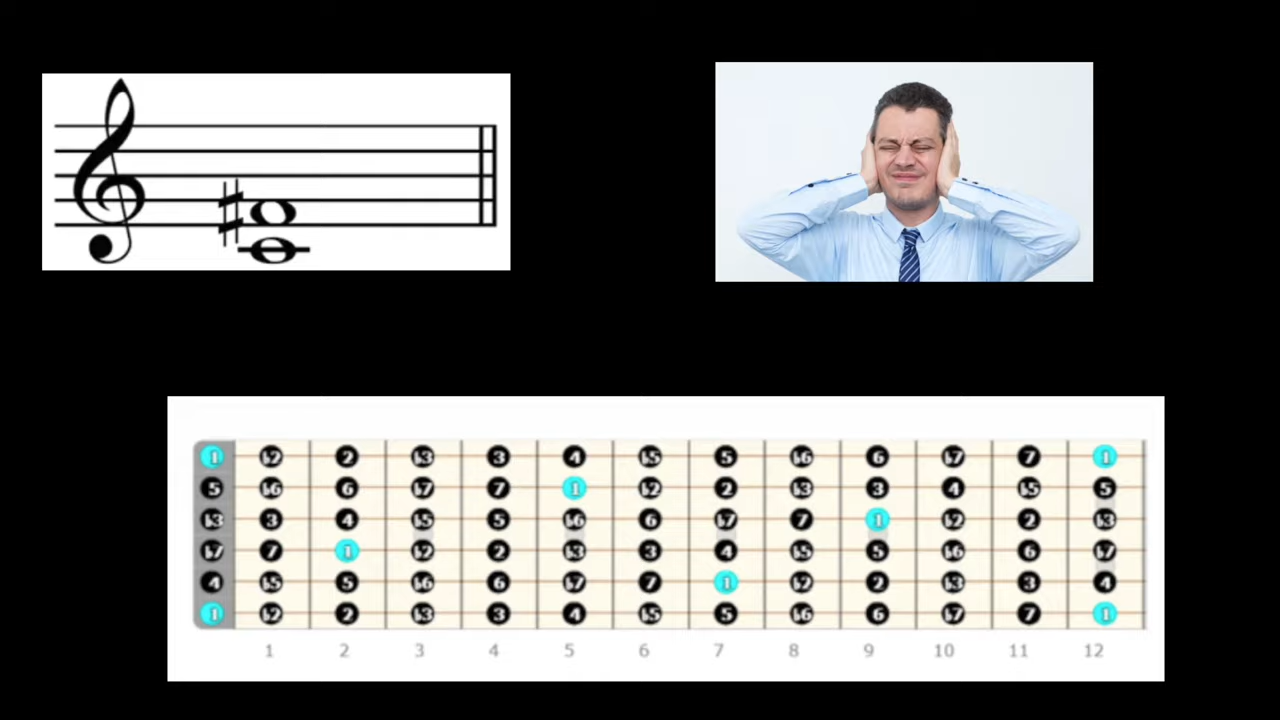 1 ♭2 2 ♭3 3 4 ♭5 5 ♭6 6 ♭7 7 1
5 ♭6 6 ♭7 7 1 ♭2 2 ♭3 3 4 ♭5 5
♭3 3 4 ♭5 5 ♭6 6 ♭7 7 1 ♭2 2 ♭3
♭7 7 1 ♭2 2 ♭3 3 4 ♭5 5 ♭6 6 ♭7
4 ♭5 5 ♭6 6 ♭7 7 1 ♭2 2 ♭3 3 4
1 ♭2 2 ♭3 3 4 ♭5 5 ♭6 6 ♭7 7 1
1 2 3 4 5 6 7 8 9 10 11 12